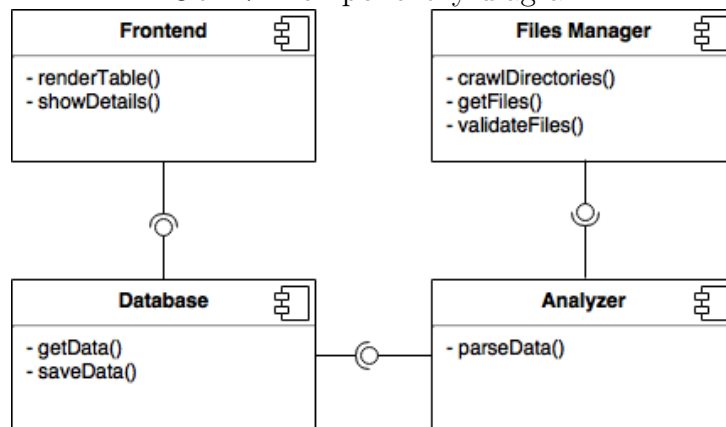 Frontend
- renderTable()
- showDetails()
Files Manager
- crawlDirectories()
- getFiles()
- validateFiles()
Database
- getData()
- saveData()
Analyzer
- parseData()